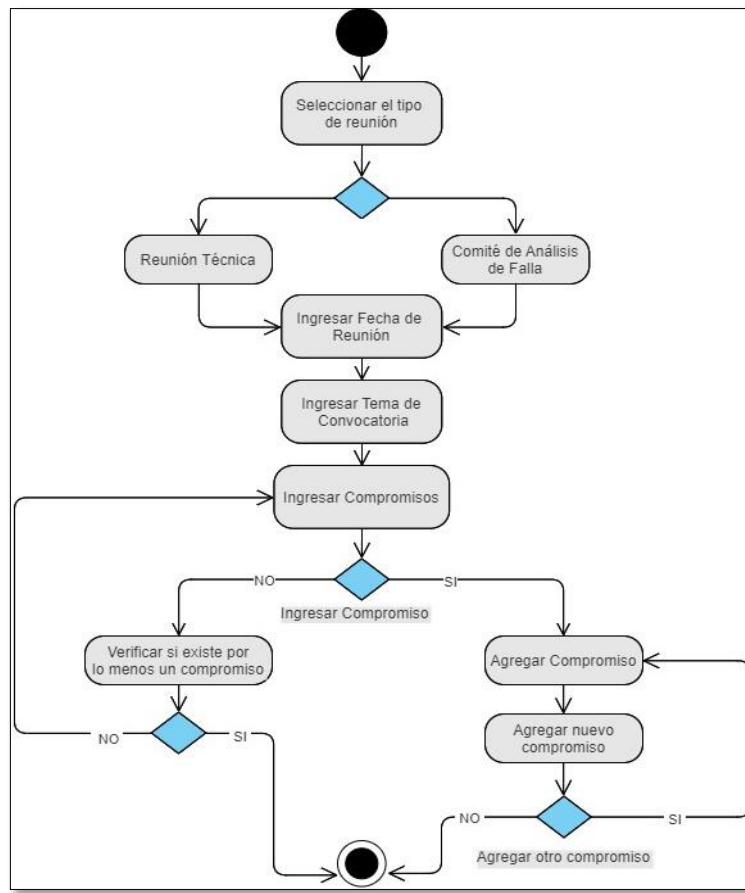 Seleccionar el tipo
de reunión
Reunión Técnica
Comité de Análisis
de Falla
Ingresar Fecha de
Reunión
Ingresar Tema de
Convocatoria
Ingresar Compromisos
NO
SI
Ingresar Compromiso
Verificar si existe por
lo menos un compromiso
Agregar Compromiso
Agregar nuevo
compromiso
NO
SI
NO
SI
Agregar otro compromiso